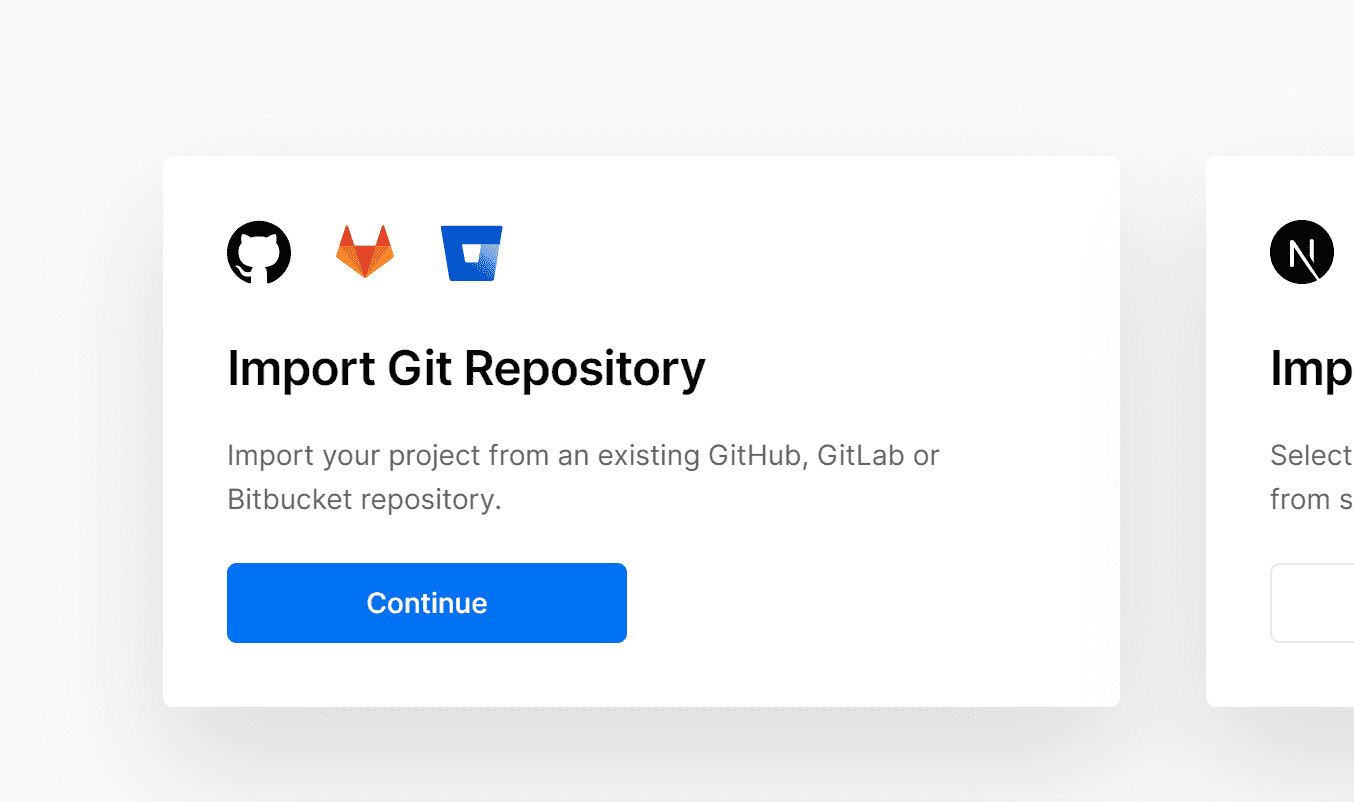 Import Git Repository
Import your project from an existing GitHub, GitLab or
Bitbucket repository.
Continue
N
Imp
Select
from s